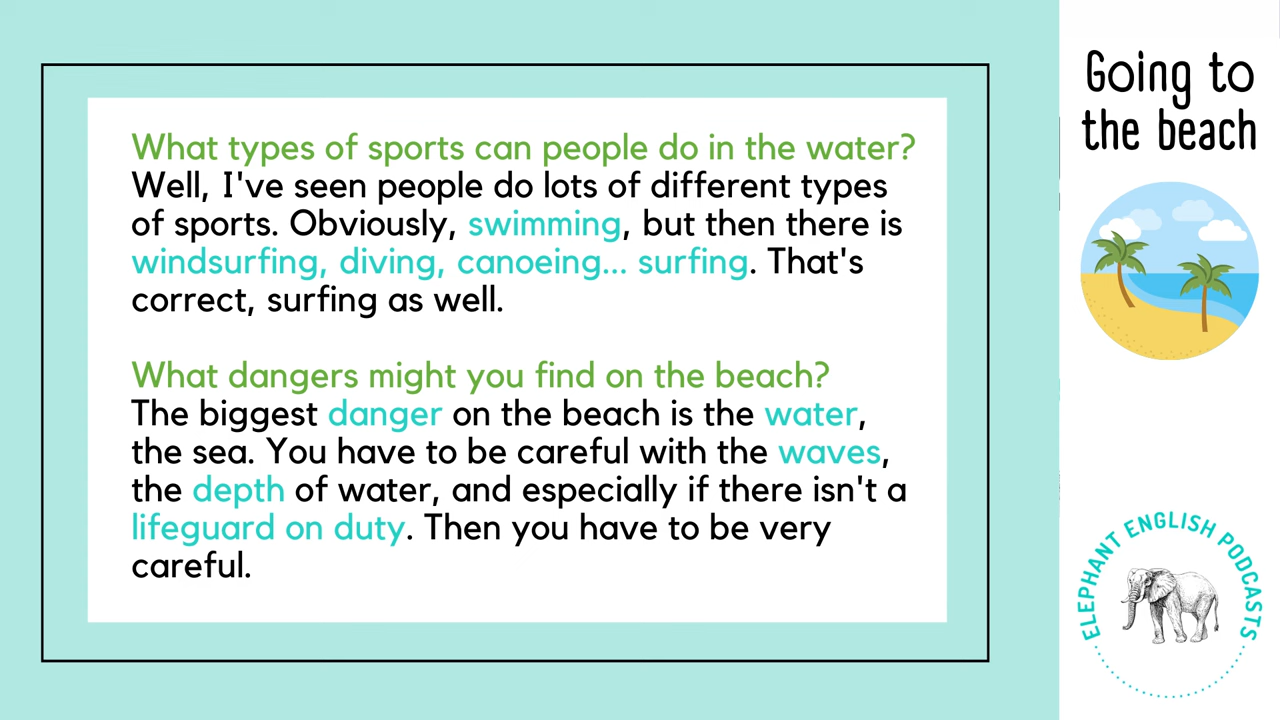 What types of sports can people do in the water?
Well, I've seen people do lots of different types
of sports. Obviously, swimming, but then there is
windsurfing, diving, canoeing... surfing. That's
correct, surfing as well.
What dangers might you find on the beach?
The biggest danger on the beach is the water,
the sea. You have to be careful with the waves,
the depth of water, and especially if there isn't a
lifeguard on duty. Then you have to be very
careful.
Going to
the beach
ELEPHANT ENGLISH PODCASTS